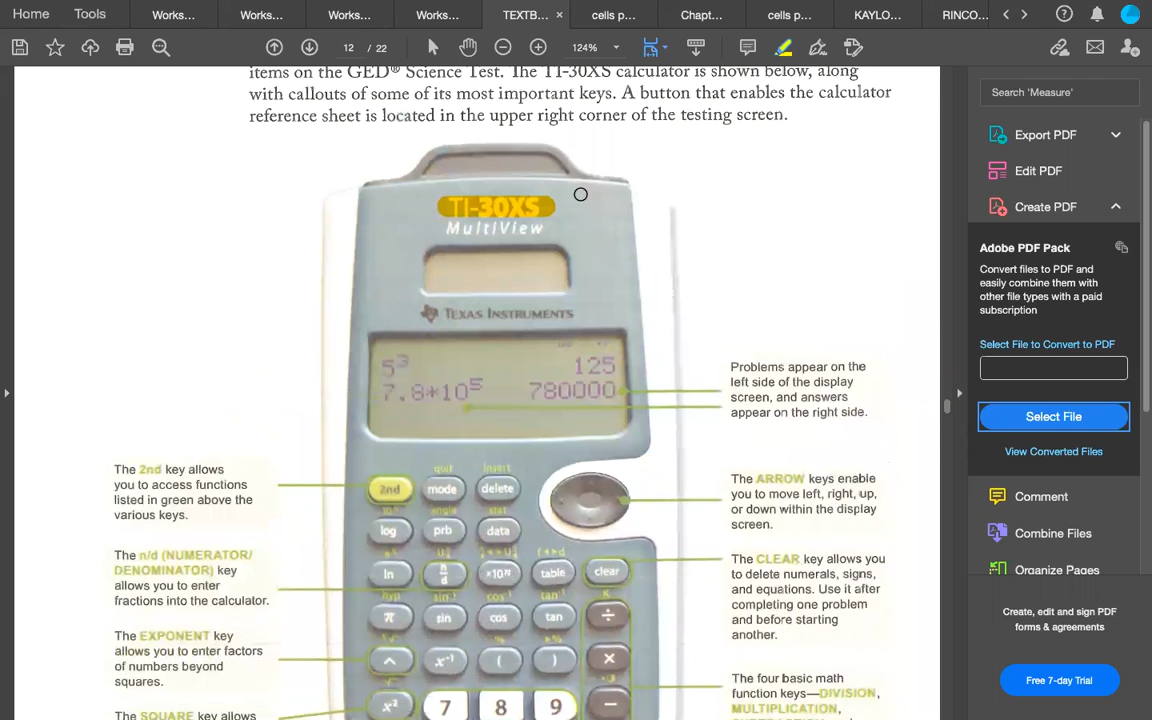 Home
Tools
Works...
Works...
Works...
Works...
TEXTB...
×
cells p...
Chapt...
cells p...
KAYLO...
RINCO...
12 / 22
124%
items on the GED® Science Test. The TI-30XS calculator is shown below, along
with callouts of some of its most important keys. A button that enables the calculator
reference sheet is located in the upper right corner of the testing screen.
TI-30XS
MultiView
TEXAS INSTRUMENTS
5³ 125
7.8*10⁵ 780000
Problems appear on the
left side of the display
screen, and answers
appear on the right side.
The 2nd key allows
you to access functions
listed in green above the
various keys.
The n/d (NUMERATOR/
DENOMINATOR) key
allows you to enter
fractions into the calculator.
The EXPONENT key
allows you to enter factors
of numbers beyond
squares.
The SQUARE key allows
quit insert
2nd mode delete
angle stat
log prb data
ln n/d ×10ⁿ table clear
hyp sin⁻¹ cos⁻¹ tan⁻¹
π sin cos tan ÷
^ x⁻¹ ( ) ×
x² 7 8 9 −
The ARROW keys enable
you to move left, right, up,
or down within the display
screen.
The CLEAR key allows you
to delete numerals, signs,
and equations. Use it after
completing one problem
and before starting
another.
The four basic math
function keys—DIVISION,
MULTIPLICATION,
Search 'Measure'
Export PDF
Edit PDF
Create PDF
Adobe PDF Pack
Convert files to PDF and
easily combine them with
other file types with a paid
subscription
Select File to Convert to PDF
Select File
View Converted Files
Comment
Combine Files
Organize Pages
Create, edit and sign PDF
forms & agreements
Free 7-day Trial